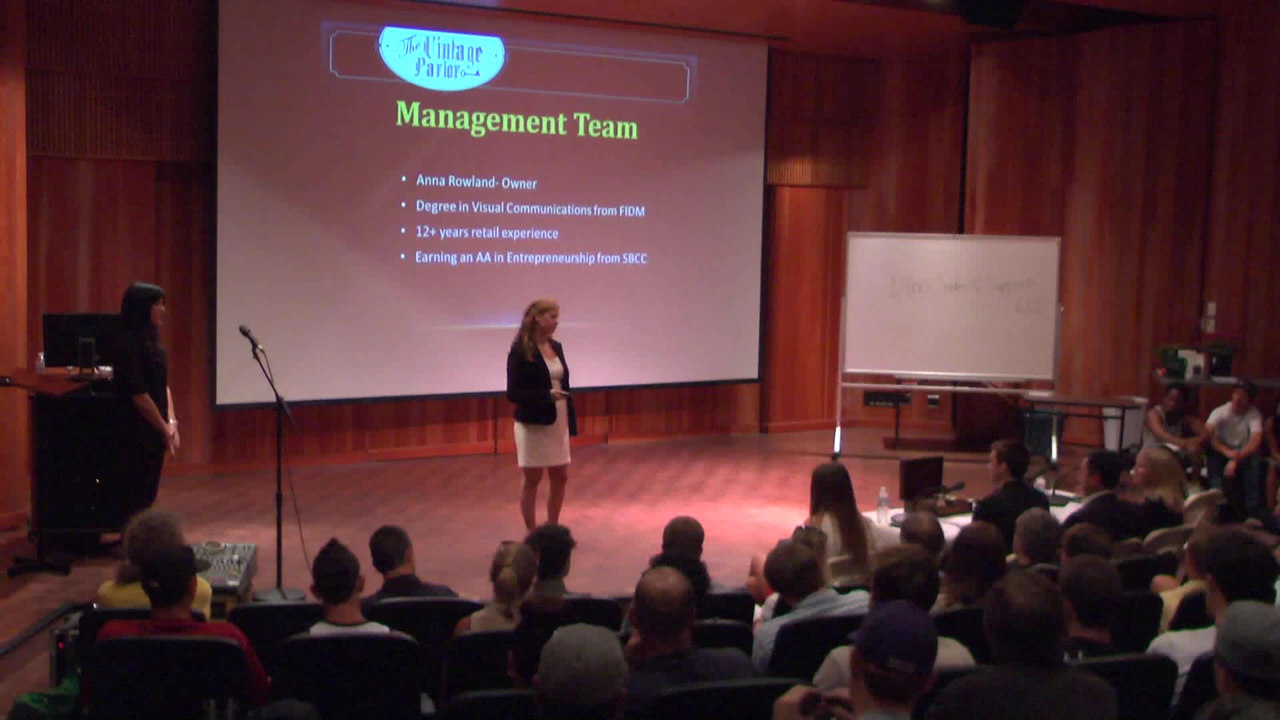 The Vintage
Parlor
Management Team
• Anna Rowland- Owner
• Degree in Visual Communications from FIDM
• 12+ years retail experience
• Earning an AA in Entrepreneurship from SBCC